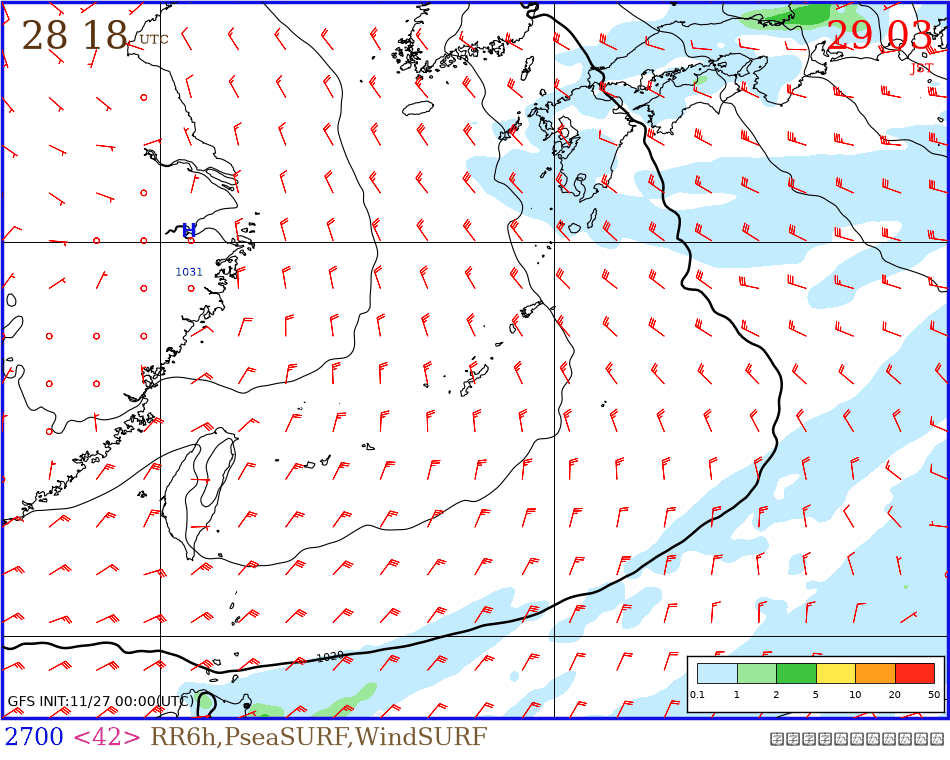 28 18 UTC 29 03
JST
H
1031
1020
GFS INIT:11/27 00:00(UTC)
0.1 1 2 5 10 20 50
2700 <42> RR6h,PseaSURF,WindSURF